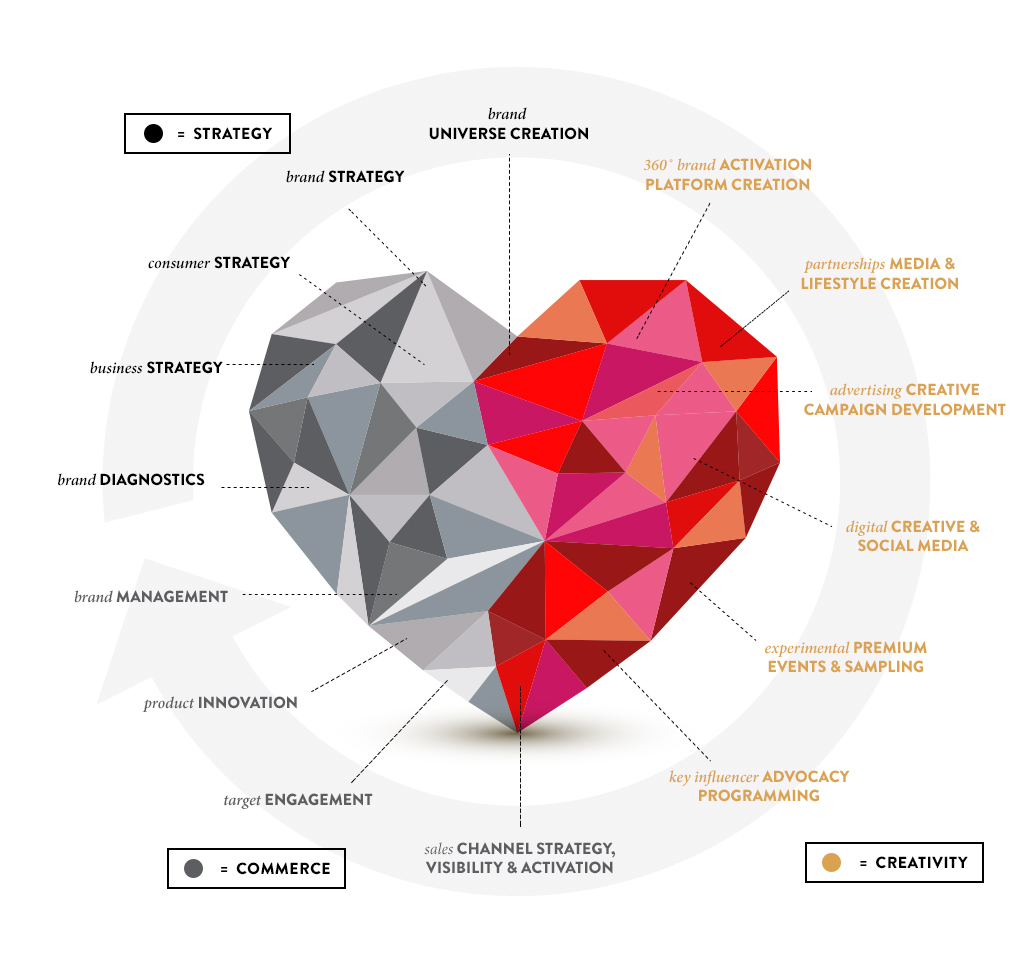 brand
UNIVERSE CREATION
= STRATEGY
brand STRATEGY
360° brand ACTIVATION
PLATFORM CREATION
consumer STRATEGY
partnerships MEDIA &
LIFESTYLE CREATION
business STRATEGY
advertising CREATIVE
CAMPAIGN DEVELOPMENT
brand DIAGNOSTICS
digital CREATIVE &
SOCIAL MEDIA
brand MANAGEMENT
experimental PREMIUM
EVENTS & SAMPLING
product INNOVATION
key influencer ADVOCACY
PROGRAMMING
target ENGAGEMENT
sales CHANNEL STRATEGY,
VISIBILITY & ACTIVATION
= COMMERCE
= CREATIVITY